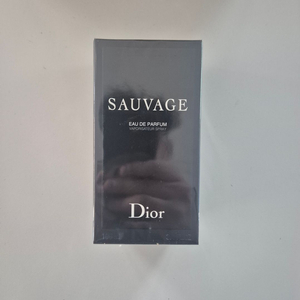 SAUVAGE
EAU DE PARFUM
VAPORISATEUR SPRAY
Dior